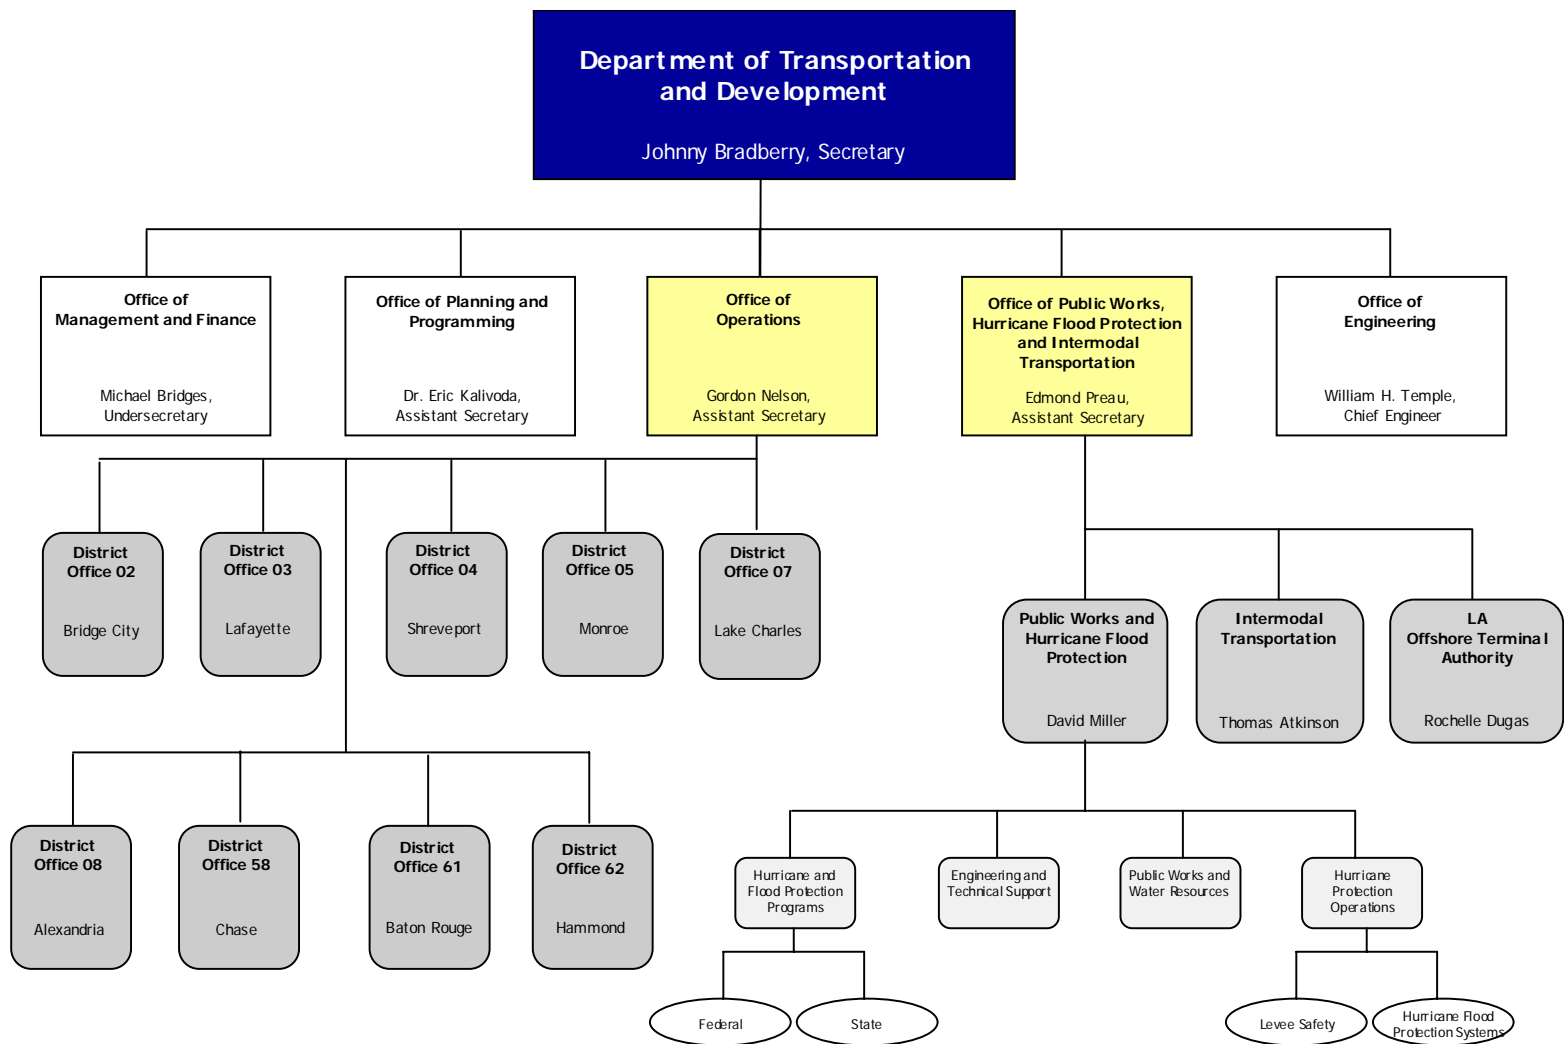 Department of Transportation
and Development
Johnny Bradberry, Secretary
Office of
Management and Finance
Michael Bridges,
Undersecretary
Office of Planning and
Programming
Dr. Eric Kalivoda,
Assistant Secretary
Office of
Operations
Gordon Nelson,
Assistant Secretary
Office of Public Works,
Hurricane Flood Protection
and Intermodal
Transportation
Edmond Preau,
Assistant Secretary
Office of
Engineering
William H. Temple,
Chief Engineer
District
Office 02
Bridge City
District
Office 03
Lafayette
District
Office 04
Shreveport
District
Office 05
Monroe
District
Office 07
Lake Charles
Public Works and
Hurricane Flood
Protection
David Miller
Intermodal
Transportation
Thomas Atkinson
LA
Offshore Terminal
Authority
Rochelle Dugas
District
Office 08
Alexandria
District
Office 58
Chase
District
Office 61
Baton Rouge
District
Office 62
Hammond
Hurricane and
Flood Protection
Programs
Engineering and
Technical Support
Public Works and
Water Resources
Hurricane
Protection
Operations
Federal
State
Levee Safety
Hurricane Flood
Protection Systems